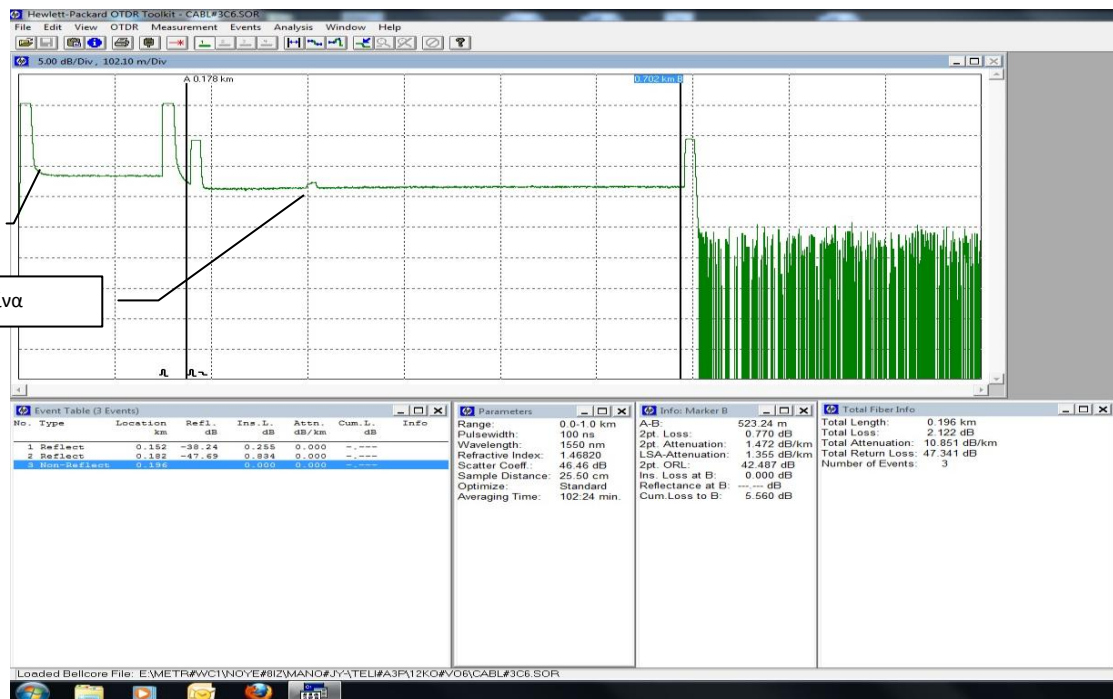 Hewlett-Packard OTDR Toolkit - CABL#3C6.SOR
File Edit View OTDR Measurement Events Analysis Window Help
5.00 dB/Div, 102.10 m/Div
A 0.178 km
0.702 km B
να
Event Table (3 Events)
No. Type Location Refl. Ins.L. Attn. Cum.L. Info
km dB dB dB/km dB
1 Reflect 0.152 -38.24 0.255 0.000 -.---
2 Reflect 0.182 -47.69 0.834 0.000 -.---
3 Non-Reflect 0.196 0.000 0.000 -.---
Parameters
Range: 0.0-1.0 km
Pulsewidth: 100 ns
Wavelength: 1550 nm
Refractive Index: 1.46820
Scatter Coeff.: 46.46 dB
Sample Distance: 25.50 cm
Optimize: Standard
Averaging Time: 102:24 min.
Info: Marker B
A-B: 523.24 m
2pt. Loss: 0.770 dB
2pt. Attenuation: 1.472 dB/km
LSA-Attenuation: 1.355 dB/km
2pt. ORL: 42.487 dB
Ins. Loss at B: 0.000 dB
Reflectance at B: ---.--- dB
Cum.Loss to B: 5.560 dB
Total Fiber Info
Total Length: 0.196 km
Total Loss: 2.122 dB
Total Attenuation: 10.851 dB/km
Total Return Loss: 47.341 dB
Number of Events: 3
Loaded Bellcore File: E:\METR#WC1\NOYE#8IZ\MANO#JY-\TELI#A3P\12KO#VO6\CABL#3C6.SOR